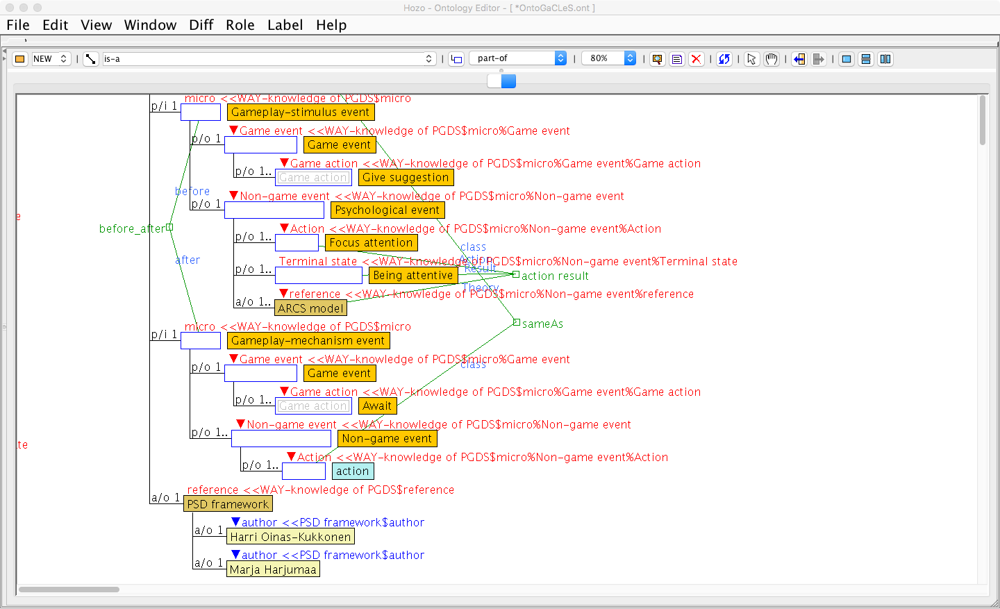 Hozo - Ontology Editor - [ *OntoGaCLeS.ont ]
File Edit View Window Diff Role Label Help
NEW is-a part-of 80%
micro <<WAY-knowledge of PGDS$micro
p/i 1 Gameplay-stimulus event
Game event <<WAY-knowledge of PGDS$micro%Game event
p/o 1 Game event
Game action <<WAY-knowledge of PGDS$micro%Game event%Game action
p/o 1.. Game action Give suggestion
before
Non-game event <<WAY-knowledge of PGDS$micro%Non-game event
p/o 1 Psychological event
e
before_after
Action <<WAY-knowledge of PGDS$micro%Non-game event%Action
p/o 1.. Focus attention
class
Action
after
Terminal state <<WAY-knowledge of PGDS$micro%Non-game event%Terminal state
Result
p/o 1.. Being attentive
action result
Theory
reference <<WAY-knowledge of PGDS$micro%Non-game event%reference
a/o 1.. ARCS model
sameAs
micro <<WAY-knowledge of PGDS$micro
p/i 1 Gameplay-mechanism event
Game event <<WAY-knowledge of PGDS$micro%Game event
class
p/o 1 Game event
Game action <<WAY-knowledge of PGDS$micro%Game event%Game action
p/o 1.. Game action Await
Non-game event <<WAY-knowledge of PGDS$micro%Non-game event
p/o 1.. Non-game event
te
Action <<WAY-knowledge of PGDS$micro%Non-game event%Action
p/o 1.. action
reference <<WAY-knowledge of PGDS$reference
a/o 1 PSD framework
author <<PSD framework$author
a/o 1 Harri Oinas-Kukkonen
author <<PSD framework$author
a/o 1 Marja Harjumaa